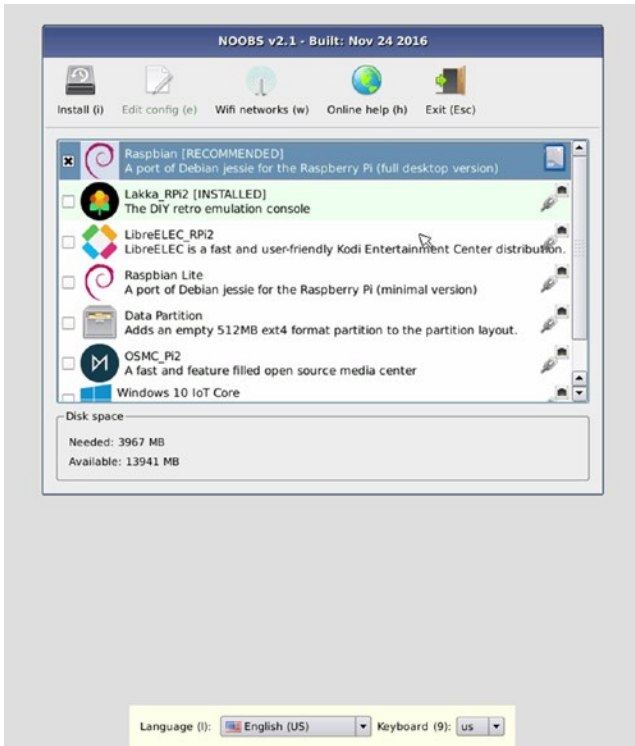 NOOBS v2.1 - Built: Nov 24 2016
Install (i) Edit config (e) Wifi networks (w) Online help (h) Exit (Esc)
Raspbian [RECOMMENDED]
A port of Debian jessie for the Raspberry Pi (full desktop version)
Lakka_RPi2 [INSTALLED]
The DIY retro emulation console
LibreELEC_RPi2
LibreELEC is a fast and user-friendly Kodi Entertainment Center distribution.
Raspbian Lite
A port of Debian jessie for the Raspberry Pi (minimal version)
Data Partition
Adds an empty 512MB ext4 format partition to the partition layout.
OSMC_Pi2
A fast and feature filled open source media center
Windows 10 IoT Core
Disk space
Needed: 3967 MB
Available: 13941 MB
Language (l): English (US) Keyboard (9): us